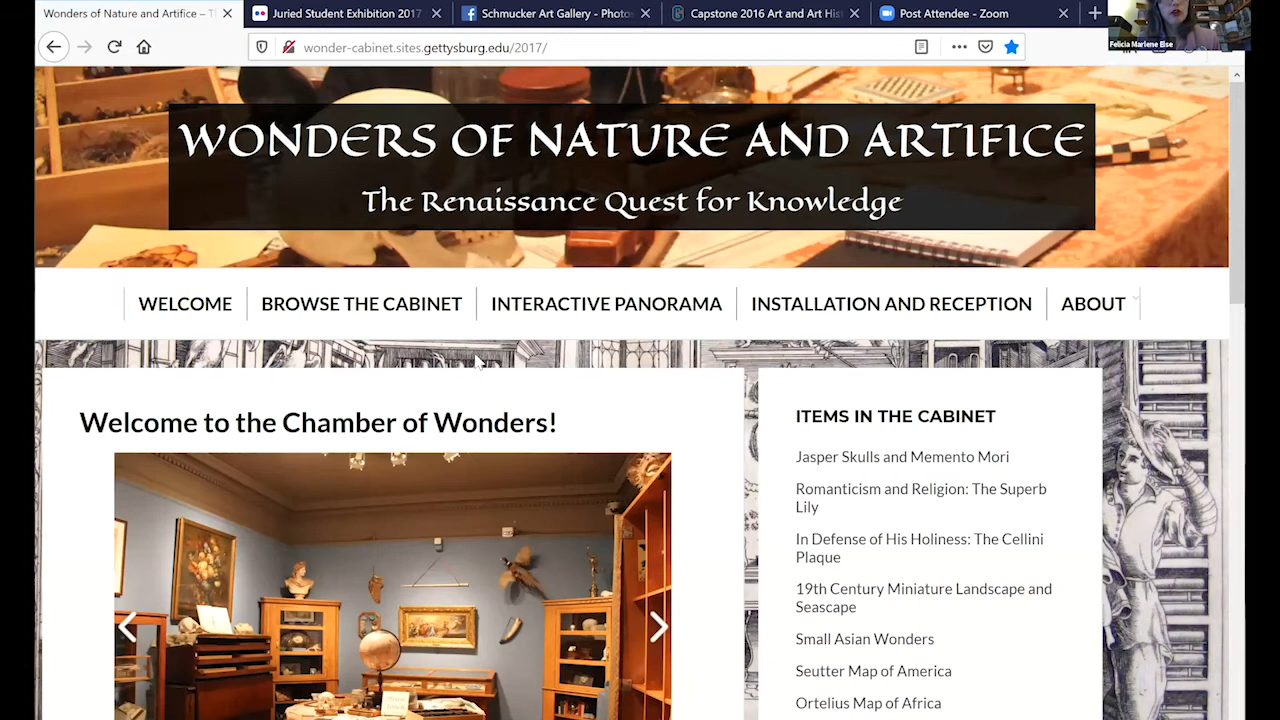 Wonders of Nature and Artifice – T
Juried Student Exhibition 2017
Schmucker Art Gallery - Photos
Capstone 2016 Art and Art Hist
Post Attendee - Zoom
Felicia Marlene Else
wonder-cabinet.sites.gettysburg.edu/2017/
WONDERS OF NATURE AND ARTIFICE
The Renaissance Quest for Knowledge
WELCOME
BROWSE THE CABINET
INTERACTIVE PANORAMA
INSTALLATION AND RECEPTION
ABOUT
Welcome to the Chamber of Wonders!
ITEMS IN THE CABINET
Jasper Skulls and Memento Mori
Romanticism and Religion: The Superb
Lily
In Defense of His Holiness: The Cellini
Plaque
19th Century Miniature Landscape and
Seascape
Small Asian Wonders
Seutter Map of America
Ortelius Map of Africa